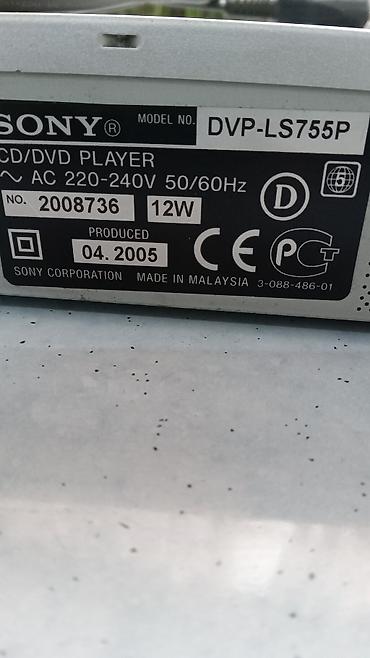 SONY® MODEL NO. DVP-LS755P
CD/DVD PLAYER
AC 220-240V 50/60Hz
NO. 2008736 12W D 5
PRODUCED
04. 2005 CE PCT
SONY CORPORATION MADE IN MALAYSIA 3-088-486-01